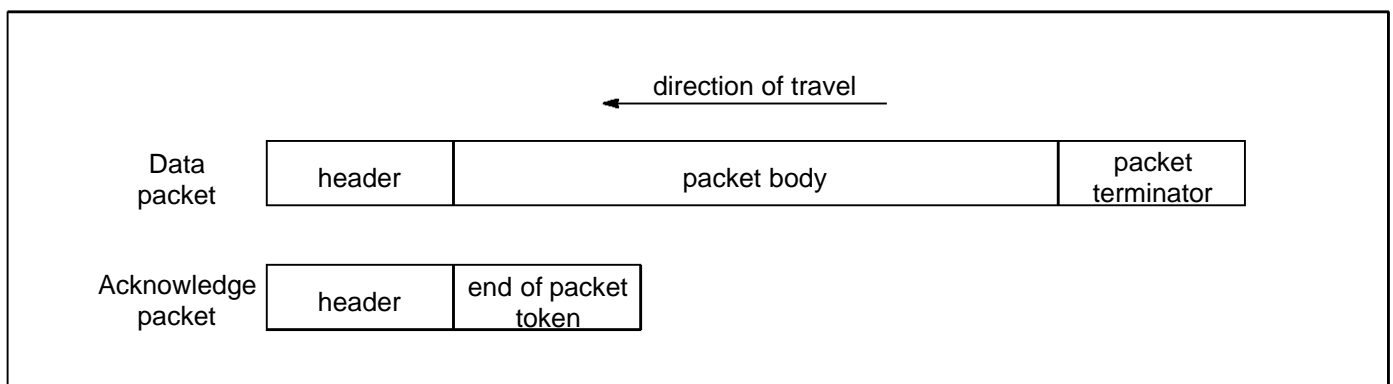 direction of travel
Data
packet
header
packet body
packet
terminator
Acknowledge
packet
header
end of packet
token